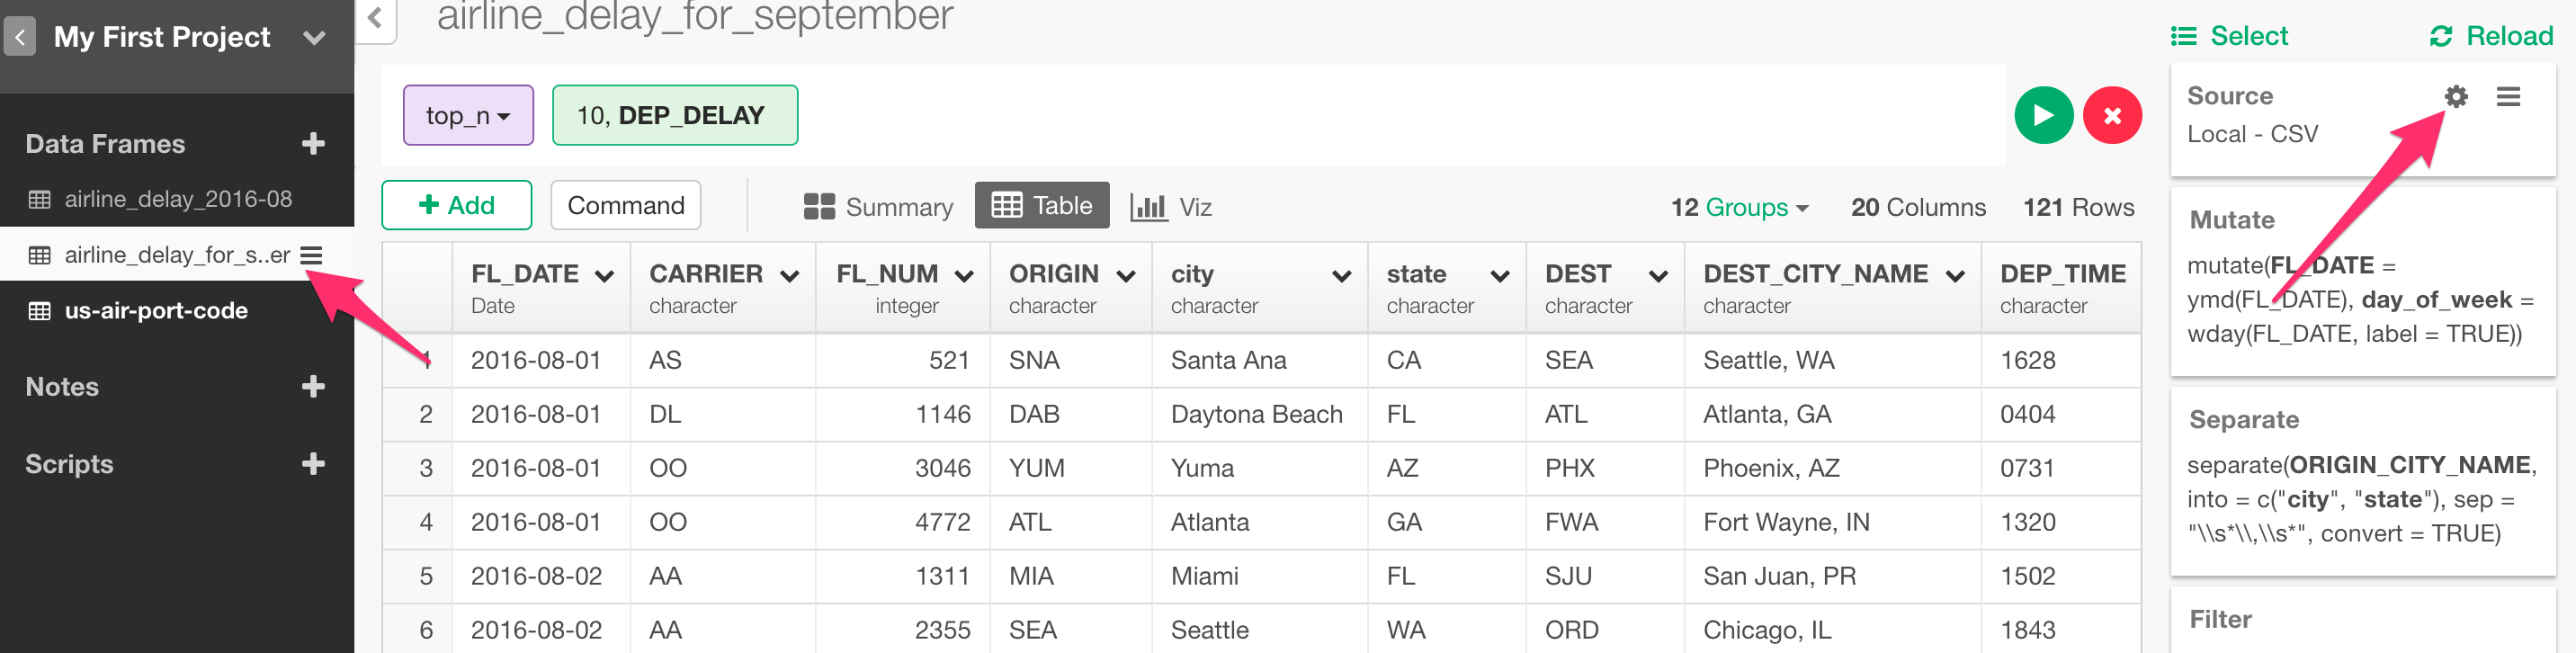 My First Project
Data Frames
airline_delay_2016-08
airline_delay_for_s..er
us-air-port-code
Notes
Scripts
airline_delay_for_september
top_n
10, DEP_DELAY
Add
Command
Summary
Table
Viz
12 Groups
20 Columns
121 Rows
FL_DATE CARRIER FL_NUM ORIGIN city state DEST DEST_CITY_NAME DEP_TIME
Date character integer character character character character character character
1 2016-08-01 AS 521 SNA Santa Ana CA SEA Seattle, WA 1628
2 2016-08-01 DL 1146 DAB Daytona Beach FL ATL Atlanta, GA 0404
3 2016-08-01 OO 3046 YUM Yuma AZ PHX Phoenix, AZ 0731
4 2016-08-01 OO 4772 ATL Atlanta GA FWA Fort Wayne, IN 1320
5 2016-08-02 AA 1311 MIA Miami FL SJU San Juan, PR 1502
6 2016-08-02 AA 2355 SEA Seattle WA ORD Chicago, IL 1843
Select
Reload
Source
Local - CSV
Mutate
mutate(FL_DATE =
ymd(FL_DATE), day_of_week =
wday(FL_DATE, label = TRUE))
Separate
separate(ORIGIN_CITY_NAME,
into = c("city", "state"), sep =
"\\s*\\,\\s*", convert = TRUE)
Filter